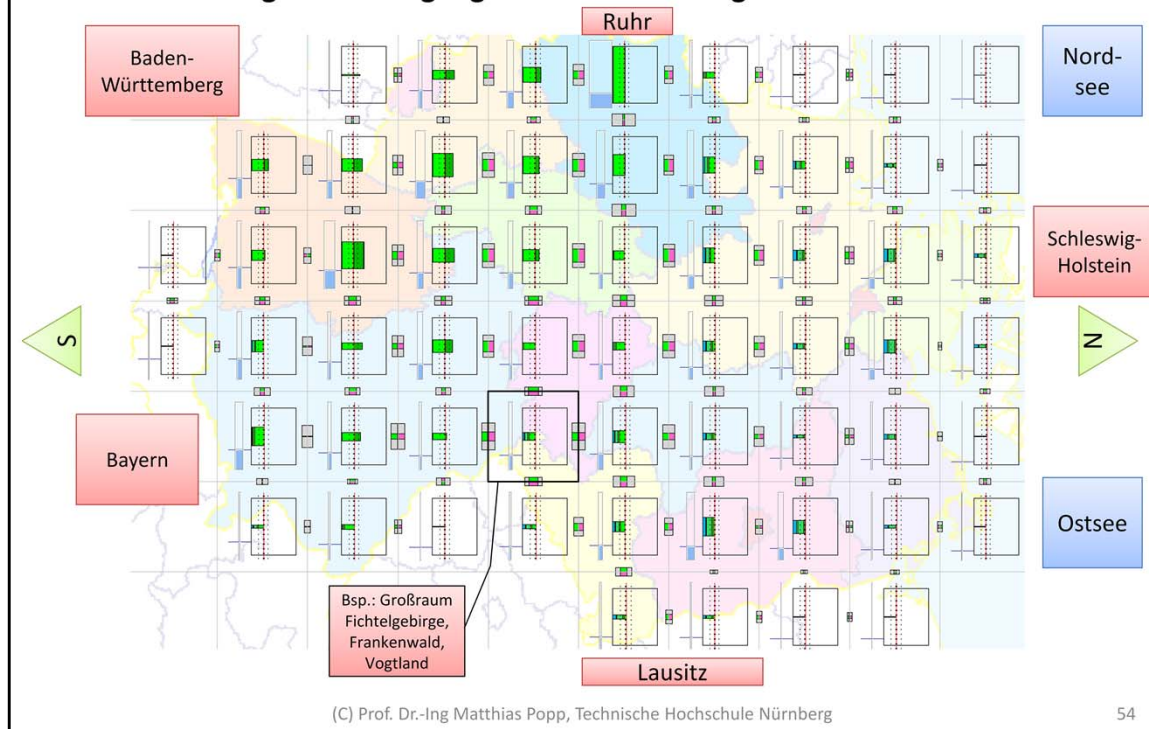 Ruhr
Baden-
Württemberg
Nord-
see
Schleswig-
Holstein
S
N
Bayern
Ostsee
Bsp.: Großraum
Fichtelgebirge,
Frankenwald,
Vogtland
Lausitz
(C) Prof. Dr.-Ing Matthias Popp, Technische Hochschule Nürnberg
54